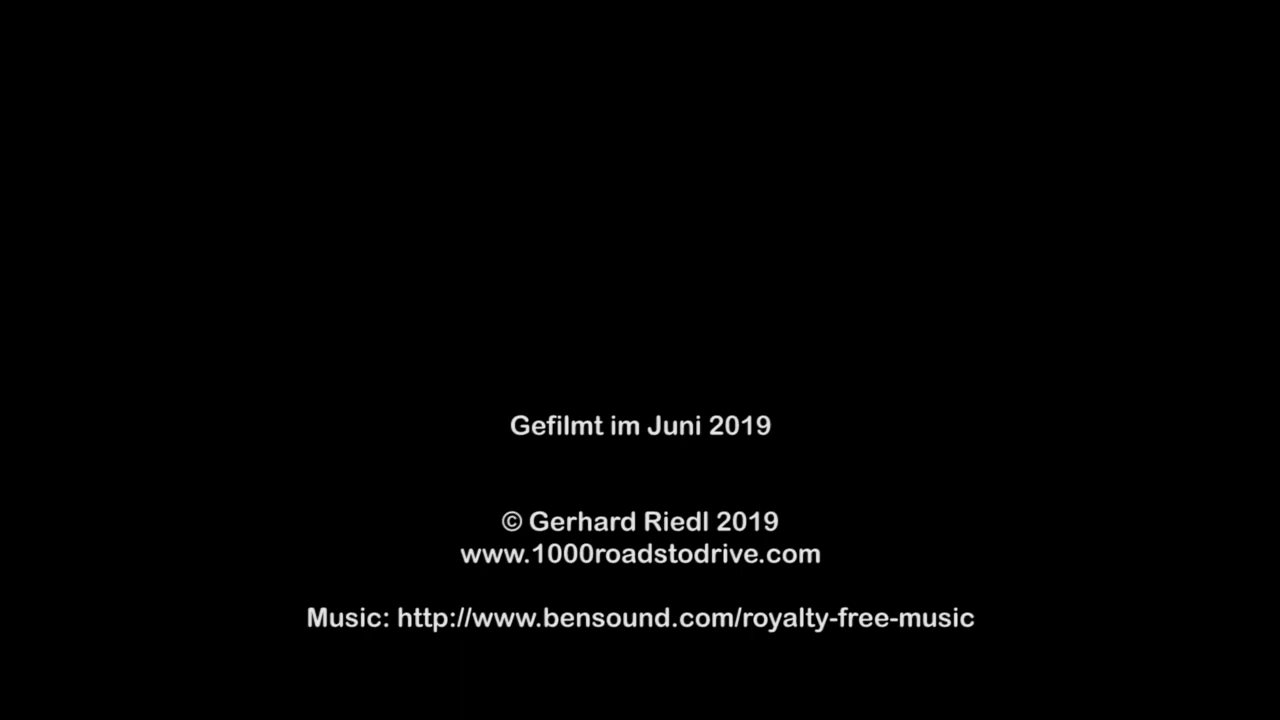 Gefilmt im Juni 2019
© Gerhard Riedl 2019
www.1000roadstodrive.com
Music: http://www.bensound.com/royalty-free-music